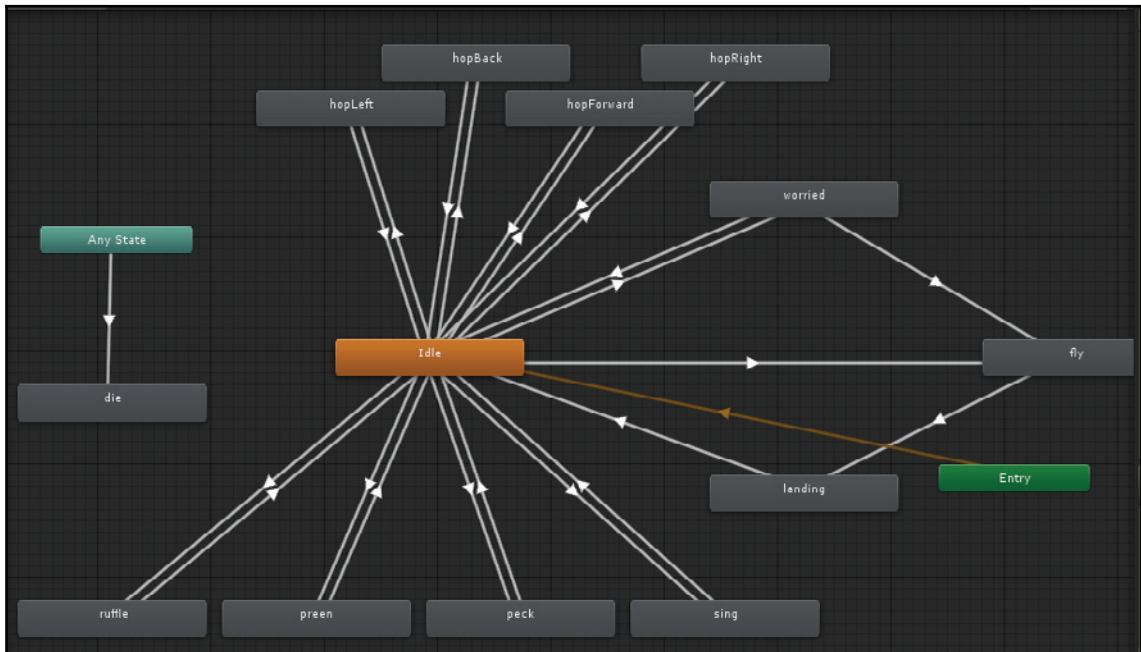 hopBack
hopRight
hopLeft
hopForward
worried
Any State
Idle
fly
die
Entry
landing
ruffle
preen
peck
sing